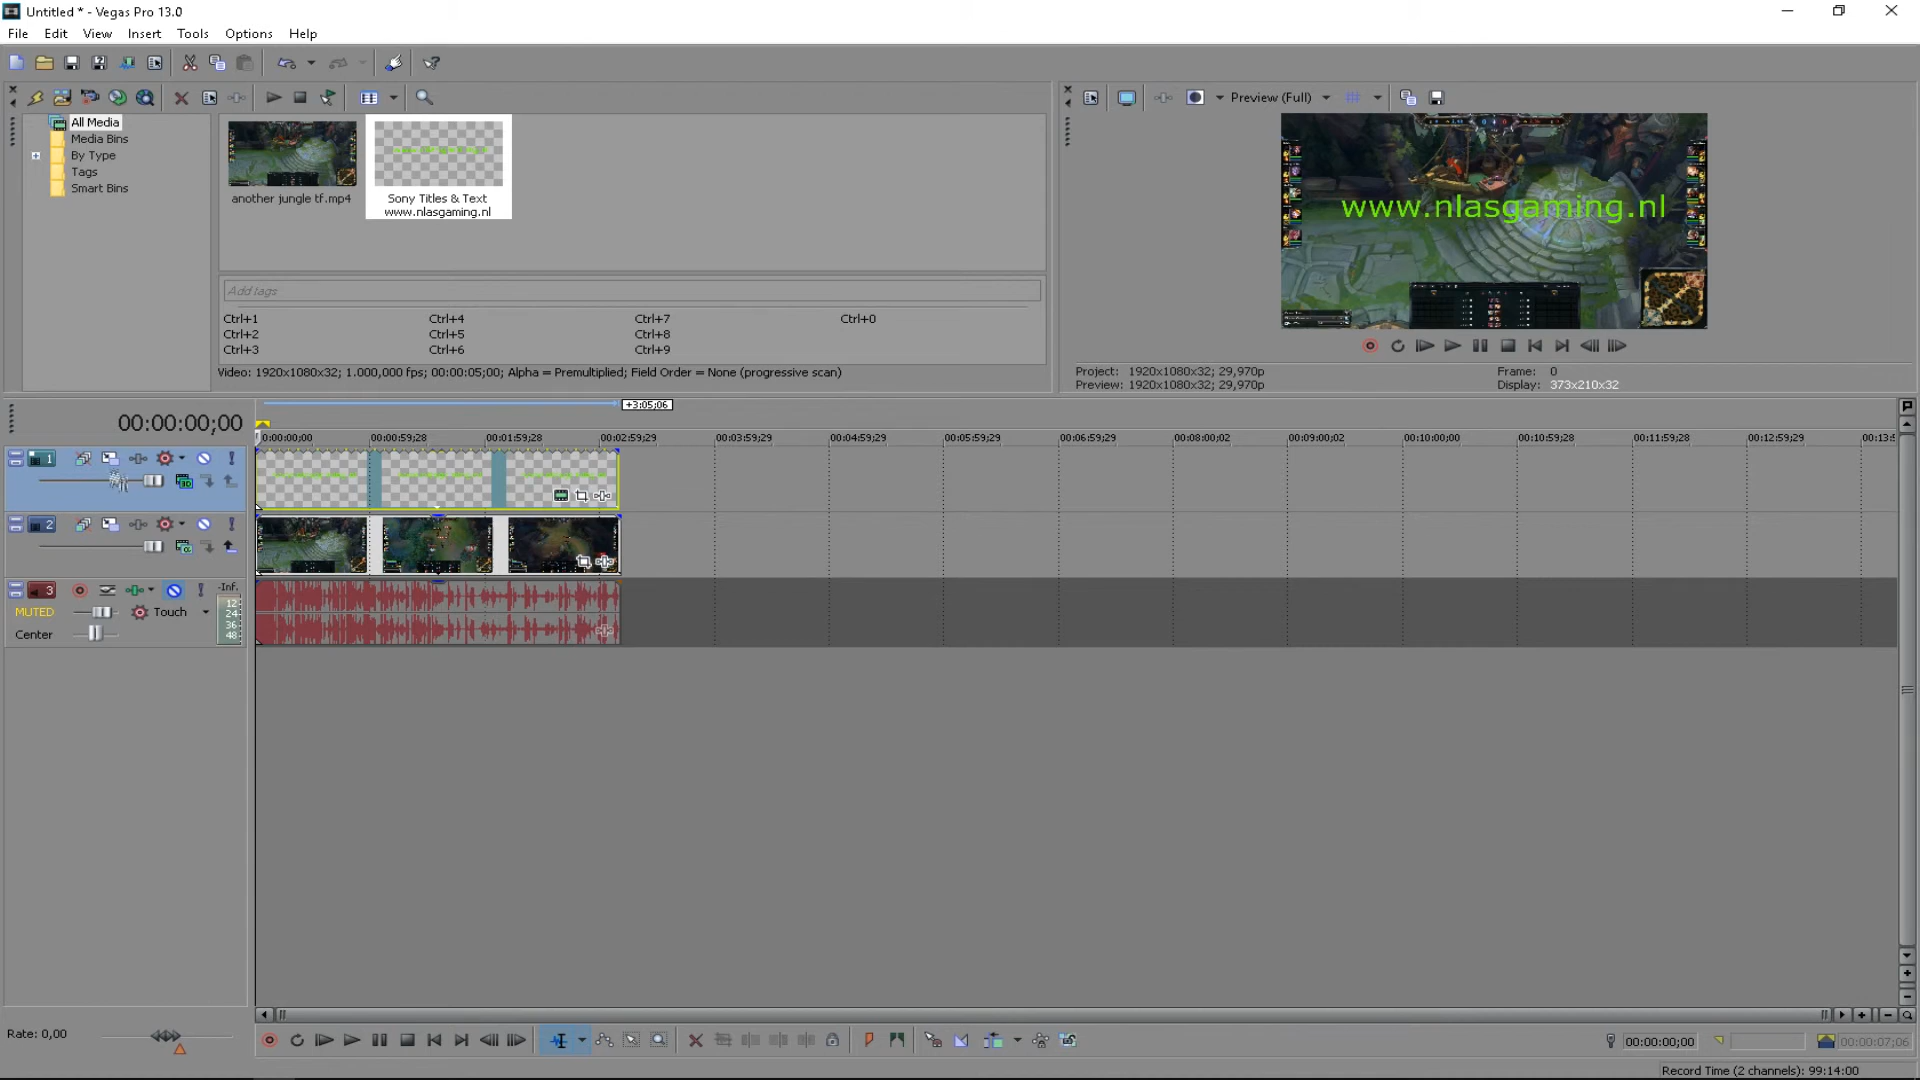 Untitled * - Vegas Pro 13.0
File Edit View Insert Tools Options Help
All Media
Media Bins
By Type
Tags
Smart Bins
another jungle tf.mp4
Sony Titles & Text
www.nlasgaming.nl
Add tags
Ctrl+1 Ctrl+4 Ctrl+7 Ctrl+0
Ctrl+2 Ctrl+5 Ctrl+8
Ctrl+3 Ctrl+6 Ctrl+9
Video: 1920x1080x32; 1.000,000 fps; 00:00:05;00; Alpha = Premultiplied; Field Order = None (progressive scan)
Preview (Full)
www.nlasgaming.nl
Project: 1920x1080x32; 29,970p Frame: 0
Preview: 1920x1080x32; 29,970p Display: 373x210x32
+3:05;06
00:00:00;00
0:00:00;00 00:00:59;28 00:01:59;28 00:02:59;29 00:03:59;29 00:04:59;29 00:05:59;29 00:06:59;29 00:08:00;02 00:09:00;02 00:10:00;00 00:10:59;28 00:11:59;28 00:12:59;29 00:13:5
1
2
3 -Inf.
MUTED Touch
Center
12
24
36
48
Rate: 0,00
00:00:00;00 00:00:07;06
Record Time (2 channels): 99:14:00